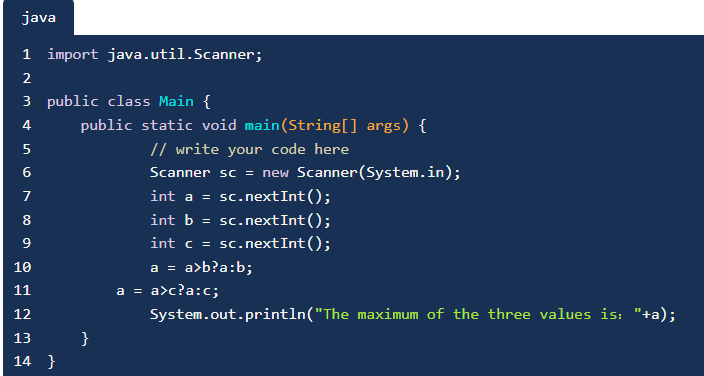 java
1 import java.util.Scanner;
2
3 public class Main {
4     public static void main(String[] args) {
5             // write your code here
6             Scanner sc = new Scanner(System.in);
7             int a = sc.nextInt();
8             int b = sc.nextInt();
9             int c = sc.nextInt();
10             a = a>b?a:b;
11         a = a>c?a:c;
12             System.out.println("The maximum of the three values is："+a);
13     }
14 }